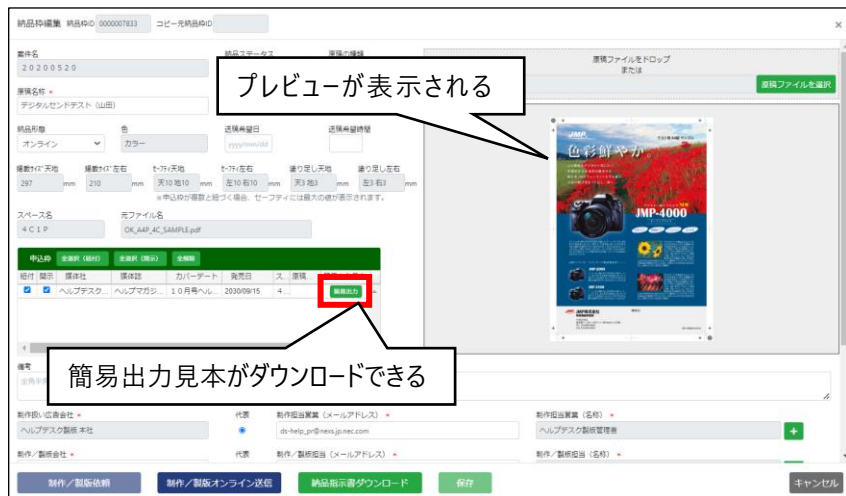 納品枠編集 納品枠ID 0000007833 コピー元納品枠ID
×
案件名
納品ステータス
原稿の種類
20200520
プレビューが表示される
原稿ファイルをドロップ
または
原稿ファイルを選択
原稿名称 *
デジタルセンドテスト（山田）
納品形態
色
送稿希望日
送稿希望時間
オンライン
カラー
yyyy/mm/dd
掲載サイズ天地
掲載サイズ左右
セーフティ天地
セーフティ左右
塗り足し天地
塗り足し左右
297 mm 210 mm 天10 地10 mm 左10 右10 mm 天3 地3 mm 左3 右3 mm
※申込枠が複数と紐づく場合、セーフティには最大の値が表示されます。
スペース名
元ファイル名
4C1P
OK_A4P_4C_SAMPLE.pdf
JMP
色彩鮮やか。
JMP-4000
申込枠 全選択（紐付） 全選択（開示） 全解除
紐付 開示 媒体社 媒体誌 カバーデート 発売日 ス.. 原稿..
ヘルプデスク... ヘルプマガジ... 10月号ヘル... 2030/09/15 4... 簡易出力
簡易出力見本がダウンロードできる
備考
制作扱い広告会社 *
代表
制作担当営業（メールアドレス） *
制作担当営業（名称） *
ヘルプデスク製版 本社
ds-help_pr@nexs.jp.nec.com
ヘルプデスク製版管理者
+
制作／製版会社 *
代表
制作／製版担当（メールアドレス） *
制作／製版担当（名称） *
制作／製版依頼
制作／製版オンライン送信
納品指示書ダウンロード
保存
キャンセル